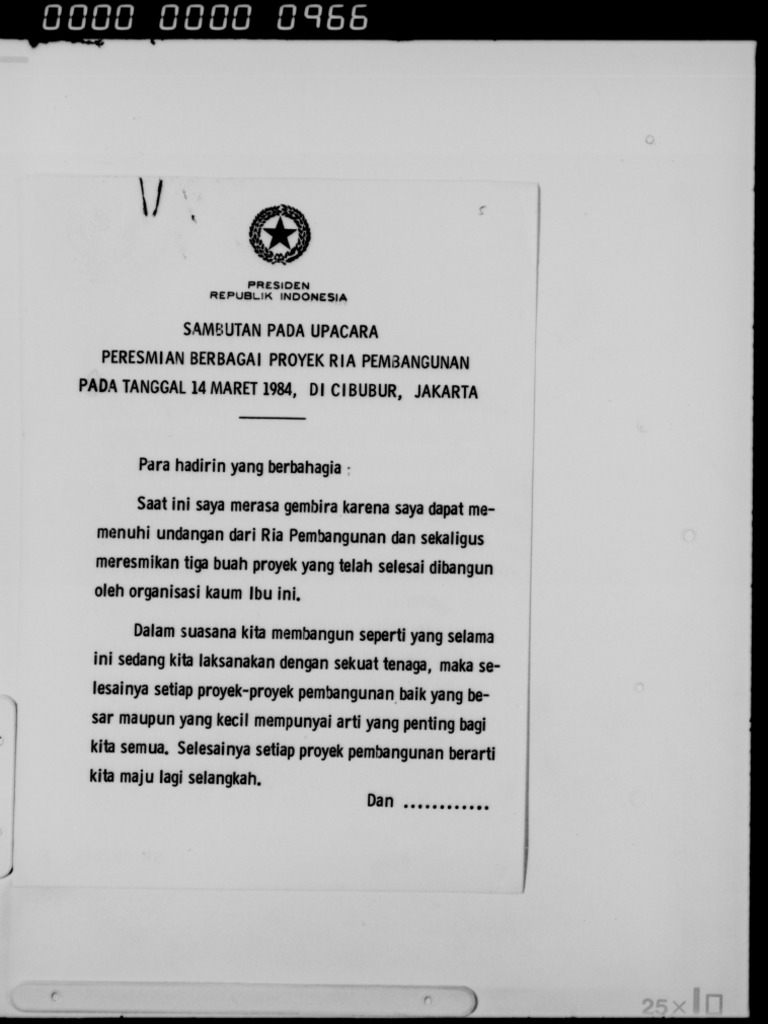 0000 0000 0966
5
PRESIDEN
REPUBLIK INDONESIA
SAMBUTAN PADA UPACARA
PERESMIAN BERBAGAI PROYEK RIA PEMBANGUNAN
PADA TANGGAL 14 MARET 1984, DI CIBUBUR, JAKARTA
Para hadirin yang berbahagia :
Saat ini saya merasa gembira karena saya dapat me-
menuhi undangan dari Ria Pembangunan dan sekaligus
meresmikan tiga buah proyek yang telah selesai dibangun
oleh organisasi kaum Ibu ini.
Dalam suasana kita membangun seperti yang selama
ini sedang kita laksanakan dengan sekuat tenaga, maka se-
lesainya setiap proyek-proyek pembangunan baik yang be-
sar maupun yang kecil mempunyai arti yang penting bagi
kita semua. Selesainya setiap proyek pembangunan berarti
kita maju lagi selangkah.
Dan ............
25×